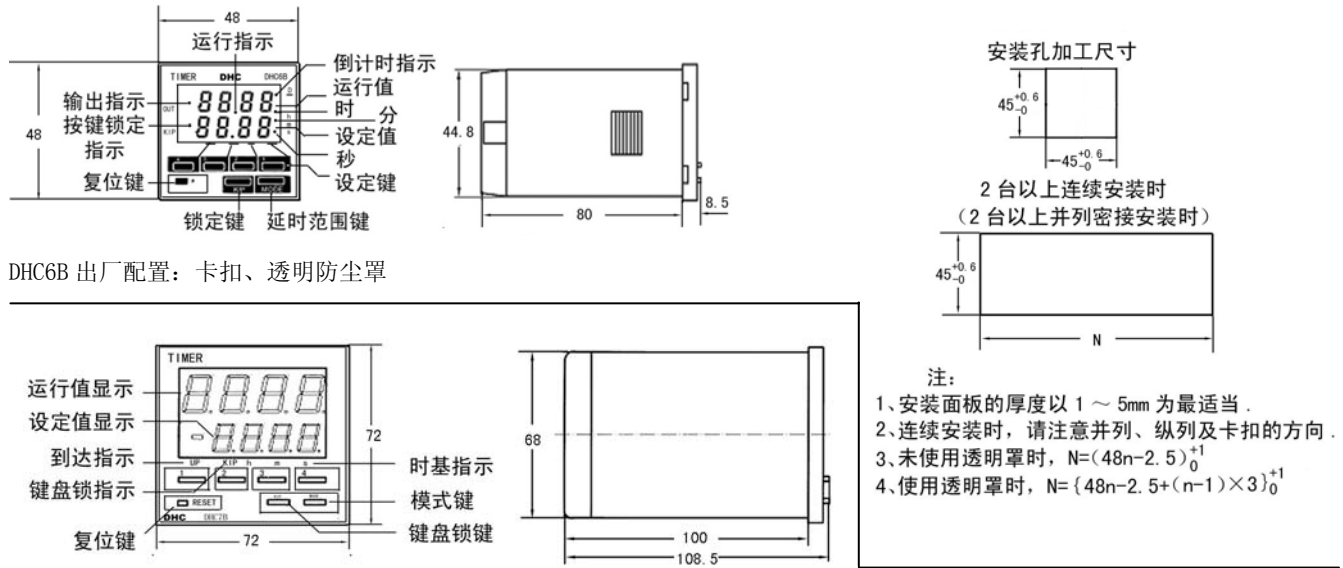 48
运行指示
TIMER DHC DHC6B
倒计时指示
运行值
时
分
设定值
秒
设定键
输出指示
OUT
按键锁定
指示
KIP
h
m
s
复位键
KIP
MODE
锁定键
延时范围键
48
44.8
80
8.5
DHC6B 出厂配置：卡扣、透明防尘罩
TIMER
运行值显示
设定值显示
到达指示
键盘锁指示
UP KIP h m s
1 2 3 4
RESET
DHC DHC7B
复位键
时基指示
模式键
键盘锁键
72
72
68
100
108.5
安装孔加工尺寸
45+0.6-0
45+0.6-0
2 台以上连续安装时
（2 台以上并列密接安装时）
45+0.6-0
N
注：
1、安装面板的厚度以 1 ～ 5mm 为最适当.
2、连续安装时，请注意并列、纵列及卡扣的方向.
3、未使用透明罩时，N=(48n-2.5)+1 0
4、使用透明罩时，N={48n-2.5+(n-1)×3}+1 0